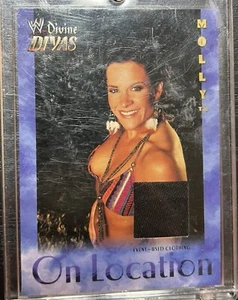 W Divine
DIVAS
MOLLY
EVENT-USED CLOTHING
On Location